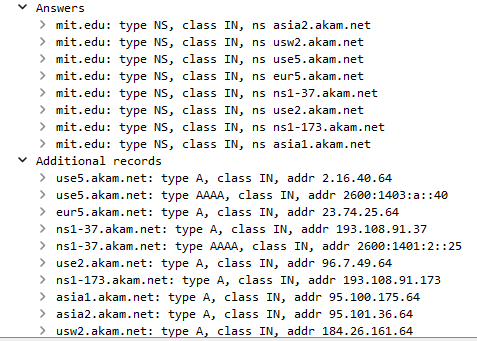 Answers
mit.edu: type NS, class IN, ns asia2.akam.net
mit.edu: type NS, class IN, ns usw2.akam.net
mit.edu: type NS, class IN, ns use5.akam.net
mit.edu: type NS, class IN, ns eur5.akam.net
mit.edu: type NS, class IN, ns ns1-37.akam.net
mit.edu: type NS, class IN, ns use2.akam.net
mit.edu: type NS, class IN, ns ns1-173.akam.net
mit.edu: type NS, class IN, ns asia1.akam.net
Additional records
use5.akam.net: type A, class IN, addr 2.16.40.64
use5.akam.net: type AAAA, class IN, addr 2600:1403:a::40
eur5.akam.net: type A, class IN, addr 23.74.25.64
ns1-37.akam.net: type A, class IN, addr 193.108.91.37
ns1-37.akam.net: type AAAA, class IN, addr 2600:1401:2::25
use2.akam.net: type A, class IN, addr 96.7.49.64
ns1-173.akam.net: type A, class IN, addr 193.108.91.173
asia1.akam.net: type A, class IN, addr 95.100.175.64
asia2.akam.net: type A, class IN, addr 95.101.36.64
usw2.akam.net: type A, class IN, addr 184.26.161.64